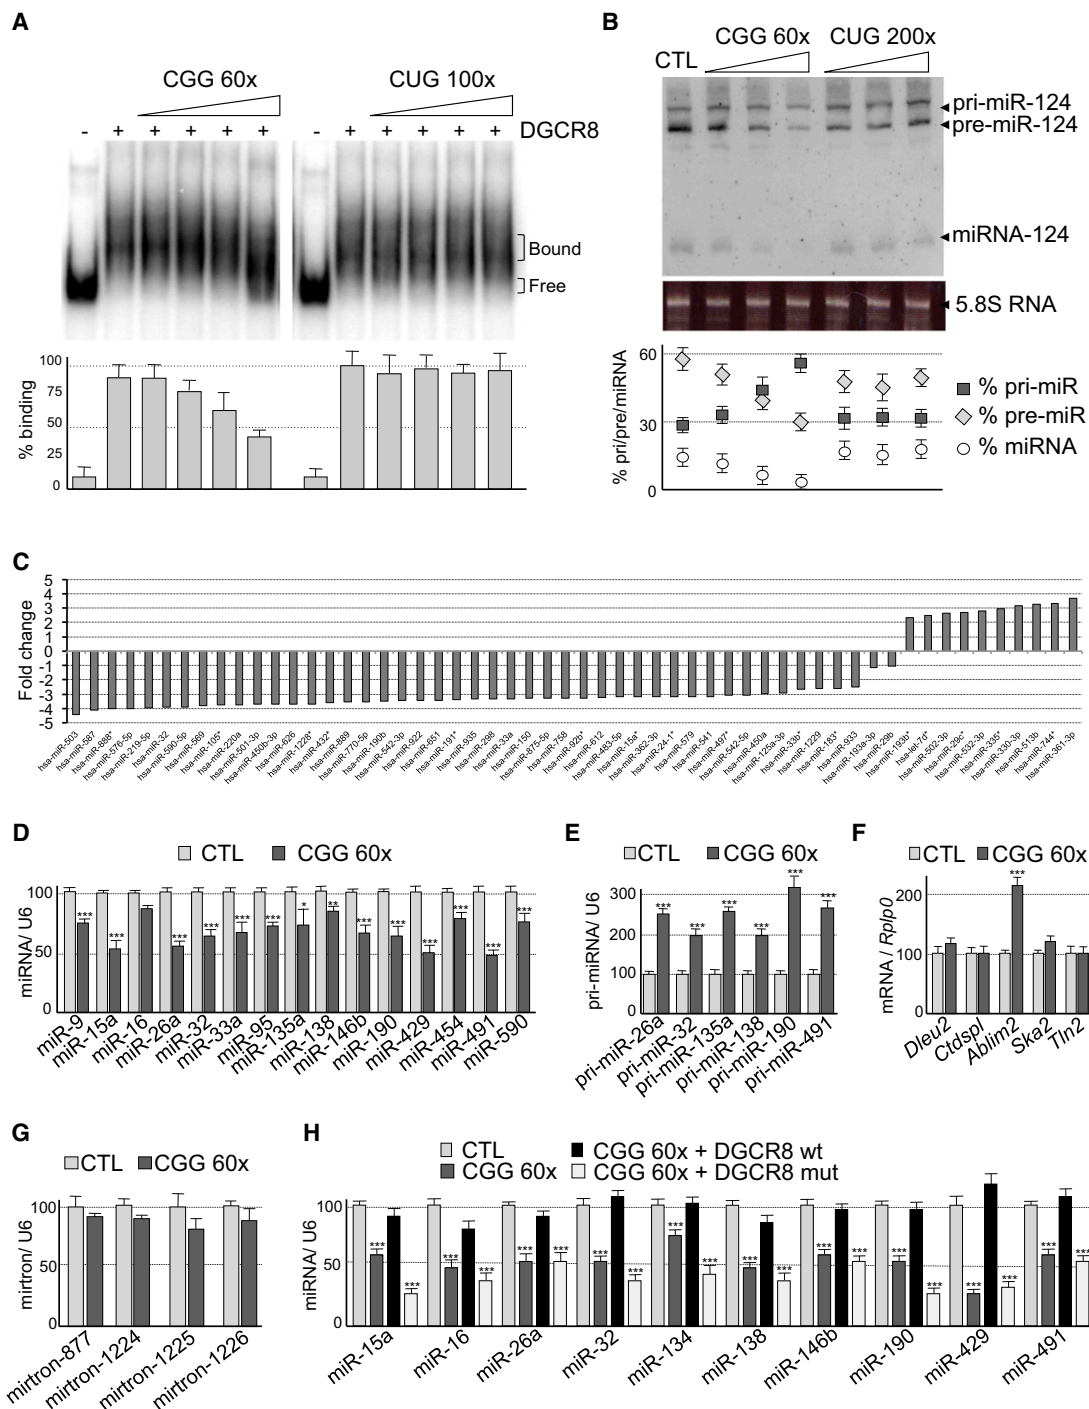 A
CGG 60x
CUG 100x
- + + + + +
- + + + + +
DGCR8
Bound
Free
% binding
100
75
50
25
0
B
CTL
CGG 60x
CUG 200x
pri-miR-124
pre-miR-124
miRNA-124
5.8S RNA
% pri/pre/miRNA
60
30
0
% pri-miR
% pre-miR
% miRNA
C
Fold change
5
4
3
2
1
0
-1
-2
-3
-4
-5
hsa-miR-503
hsa-miR-587
hsa-miR-888*
hsa-miR-576-5p
hsa-miR-219-5p
hsa-miR-32
hsa-miR-590-5p
hsa-miR-569
hsa-miR-105*
hsa-miR-220a
hsa-miR-501-3p
hsa-miR-450b-3p
hsa-miR-626
hsa-miR-1228*
hsa-miR-432*
hsa-miR-889
hsa-miR-770-5p
hsa-miR-190b
hsa-miR-542-3p
hsa-miR-922
hsa-miR-651
hsa-miR-191*
hsa-miR-935
hsa-miR-298
hsa-miR-33a
hsa-miR-150
hsa-miR-875-5p
hsa-miR-758
hsa-miR-92b*
hsa-miR-612
hsa-miR-483-5p
hsa-miR-15a*
hsa-miR-362-3p
hsa-miR-24-1*
hsa-miR-579
hsa-miR-541
hsa-miR-497*
hsa-miR-542-5p
hsa-miR-450a
hsa-miR-125a-3p
hsa-miR-33b*
hsa-miR-1229
hsa-miR-183*
hsa-miR-933
hsa-miR-193a-3p
hsa-miR-29b
hsa-miR-193b*
hsa-let-7d*
hsa-miR-502-3p
hsa-miR-29c*
hsa-miR-532-3p
hsa-miR-335*
hsa-miR-330-3p
hsa-miR-513b
hsa-miR-744*
hsa-miR-361-3p
D
CTL
CGG 60x
miRNA/ U6
100
50
0
*** *** *** *** *** *** * ** *** *** *** *** *** ***
miR-9
miR-15a
miR-16
miR-26a
miR-32
miR-33a
miR-95
miR-135a
miR-138
miR-146b
miR-190
miR-429
miR-454
miR-491
miR-590
E
CTL
CGG 60x
pri-miRNA/ U6
300
200
100
0
*** *** *** *** *** ***
pri-miR-26a
pri-miR-32
pri-miR-135a
pri-miR-138
pri-miR-190
pri-miR-491
F
CTL
CGG 60x
mRNA / Rplp0
200
100
0
***
Dleu2
Ctdspl
Ablim2
Ska2
Tln2
G
CTL
CGG 60x
mirtron/ U6
100
50
0
mirtron-877
mirtron-1224
mirtron-1225
mirtron-1226
H
CTL
CGG 60x + DGCR8 wt
CGG 60x
CGG 60x + DGCR8 mut
miRNA/ U6
100
50
0
*** *** *** *** *** *** *** *** *** *** *** *** *** *** *** *** *** *** *** ***
miR-15a
miR-16
miR-26a
miR-32
miR-134
miR-138
miR-146b
miR-190
miR-429
miR-491